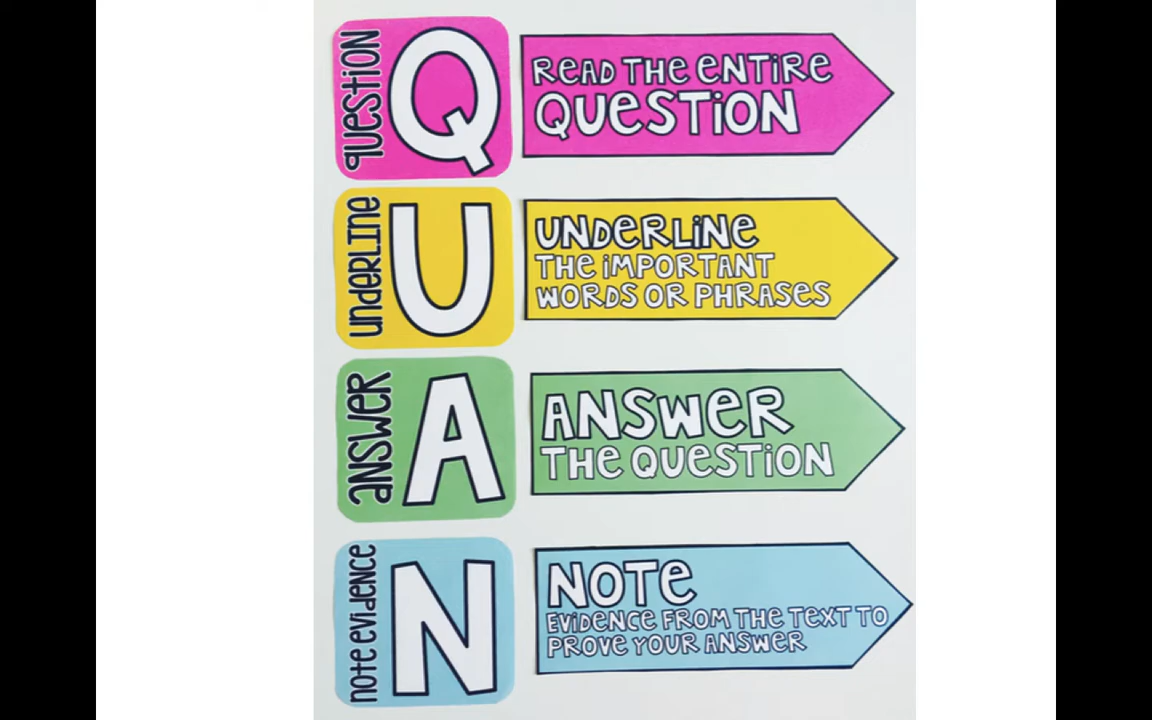 question
Q
READ THE ENTIRE
QUESTION
underline
U
UNDERLINE
THE IMPORTANT
WORDS OR PHRASES
answer
A
ANSWER
THE QUESTION
note evidence
N
NOTE
EVIDENCE FROM THE TEXT TO
PROVE YOUR ANSWER